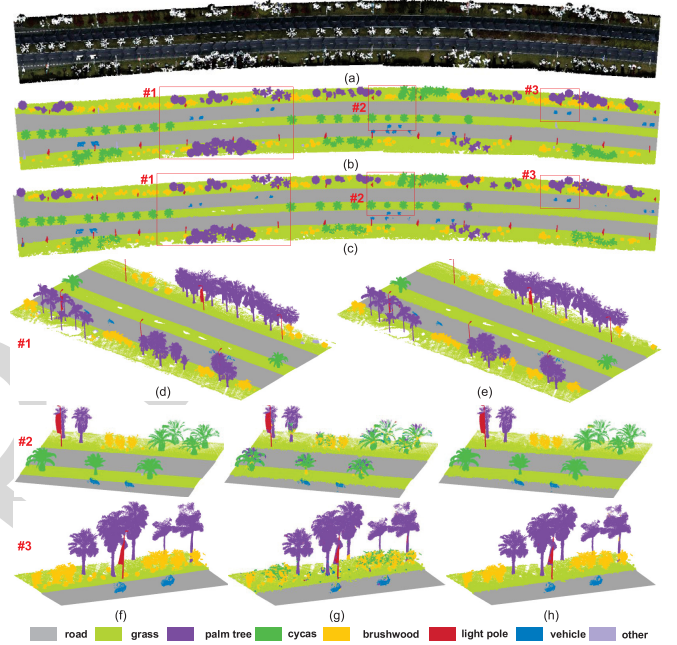 (a)
#1
#2
#3
(b)
#1
#2
#3
(c)
#1
(d)
(e)
#2
#3
(f)
(g)
(h)
road grass palm tree cycas brushwood light pole vehicle other